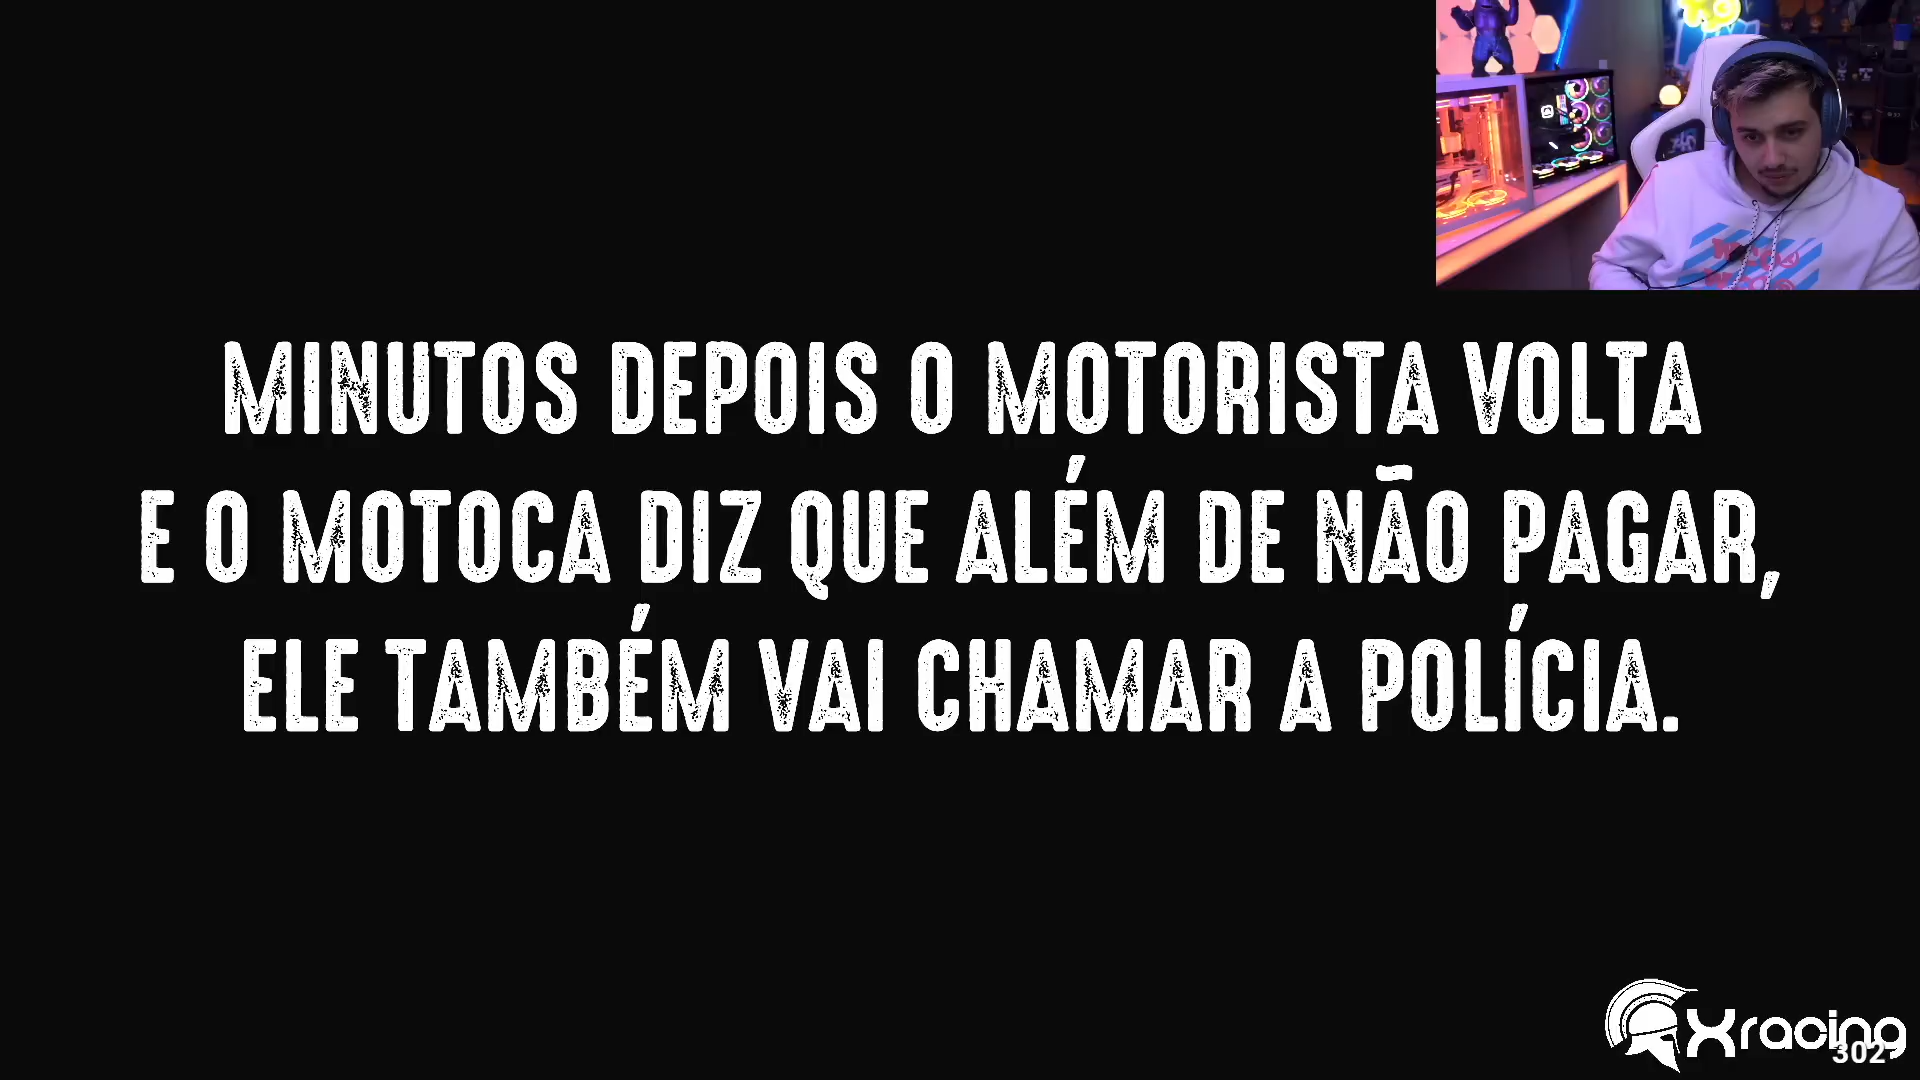 MINUTOS DEPOIS O MOTORISTA VOLTA
E O MOTOCA DIZ QUE ALÉM DE NÃO PAGAR,
ELE TAMBÉM VAI CHAMAR A POLÍCIA.
Xracing
302